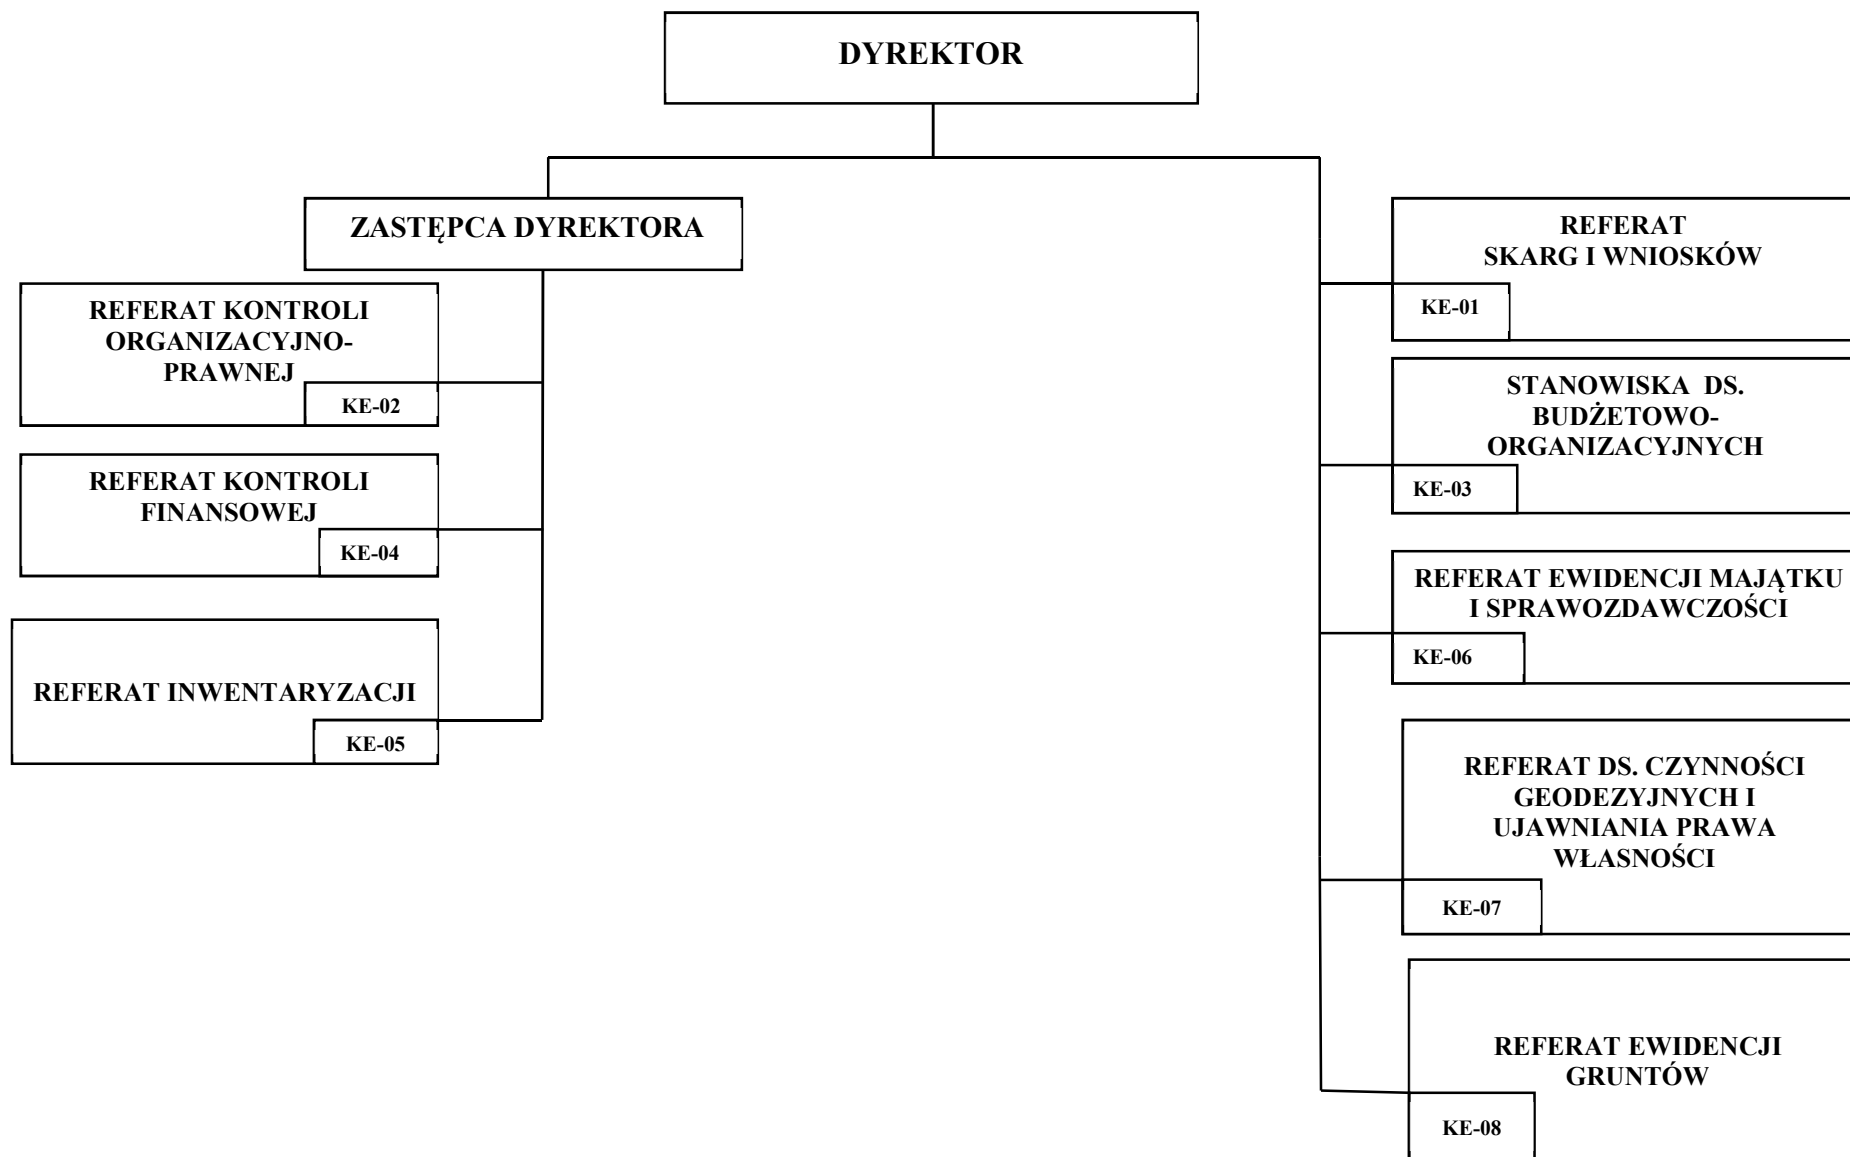 DYREKTOR
ZASTĘPCA DYREKTORA
REFERAT KONTROLI
ORGANIZACYJNO-
PRAWNEJ
KE-02
REFERAT KONTROLI
FINANSOWEJ
KE-04
REFERAT INWENTARYZACJI
KE-05
REFERAT
SKARG I WNIOSKÓW
KE-01
STANOWISKA DS.
BUDŻETOWO-
ORGANIZACYJNYCH
KE-03
REFERAT EWIDENCJI MAJĄTKU
I SPRAWOZDAWCZOŚCI
KE-06
REFERAT DS. CZYNNOŚCI
GEODEZYJNYCH I
UJAWNIANIA PRAWA
WŁASNOŚCI
KE-07
REFERAT EWIDENCJI
GRUNTÓW
KE-08